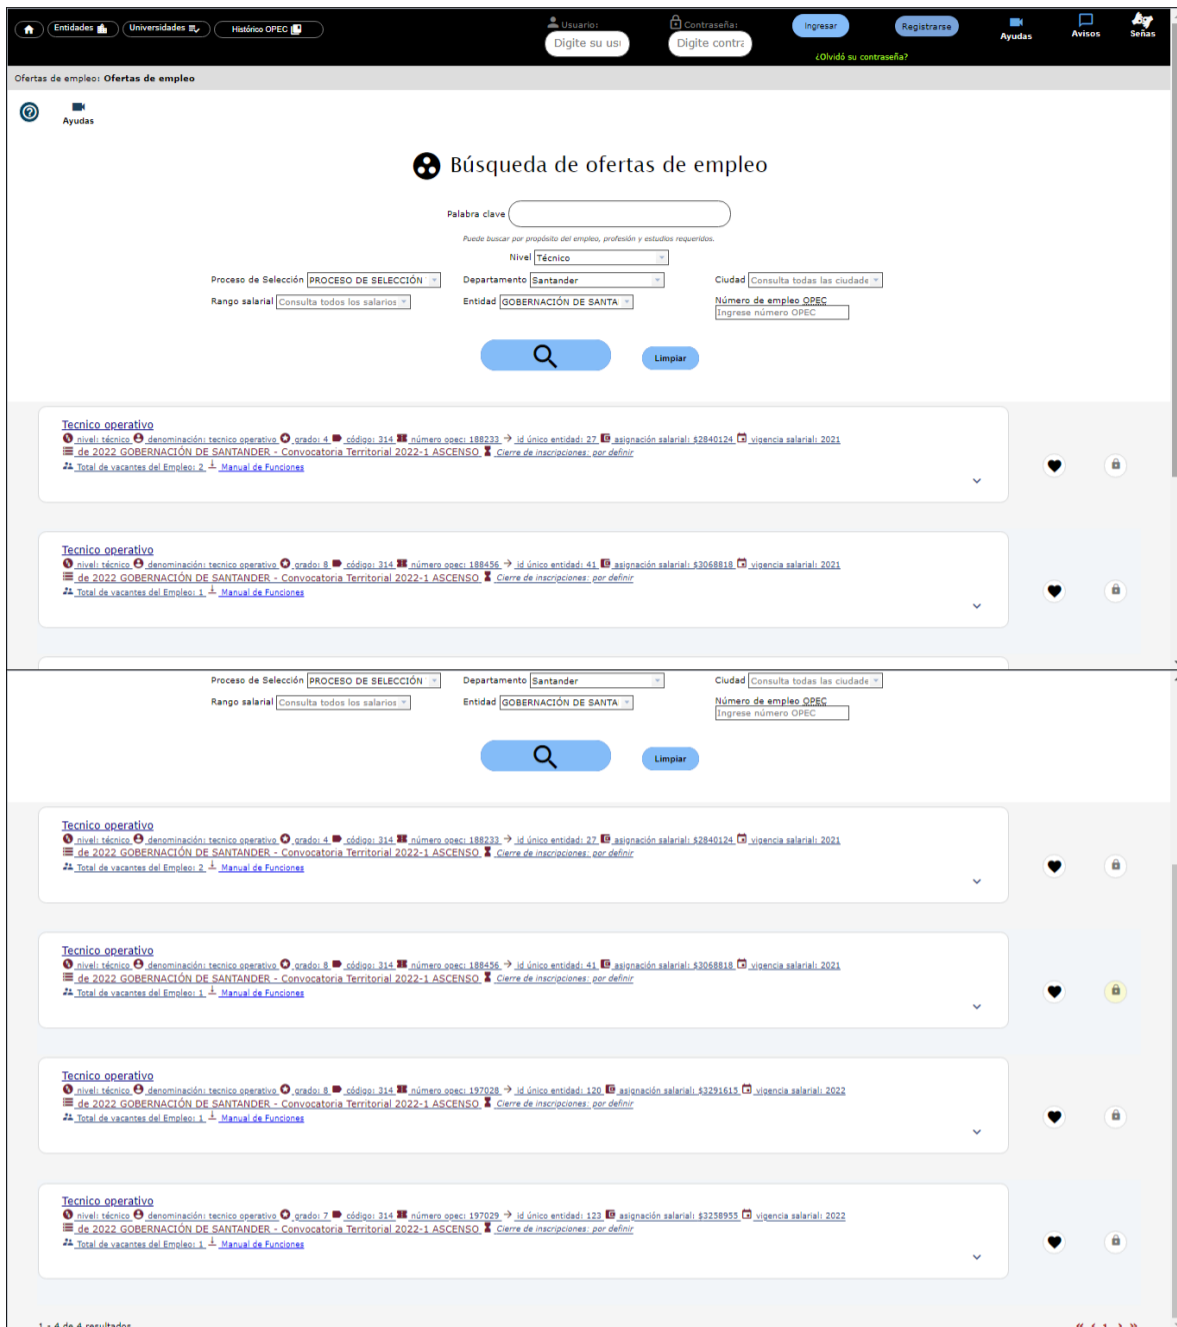 Entidades
Universidades
Histórico OPEC
Usuario:
Digite su usu
Contraseña:
Digite contra
Ingresar
Registrarse
¿Olvidó su contraseña?
Ayudas
Avisos
Señas
Ofertas de empleo: Ofertas de empleo
Ayudas
Búsqueda de ofertas de empleo
Palabra clave
Puede buscar por propósito del empleo, profesión y estudios requeridos.
Nivel Técnico
Proceso de Selección PROCESO DE SELECCIÓN Departamento Santander Ciudad Consulta todas las ciudade
Rango salarial Consulta todos los salarios Entidad GOBERNACIÓN DE SANTA Número de empleo OPEC
Ingrese número OPEC
Limpiar
Tecnico operativo
nivel: técnico denominación: tecnico operativo grado: 4 código: 314 número opec: 188233 id único entidad: 27 asignación salarial: $2840124 vigencia salarial: 2021
de 2022 GOBERNACIÓN DE SANTANDER - Convocatoria Territorial 2022-1 ASCENSO Cierre de inscripciones: por definir
Total de vacantes del Empleo: 2 Manual de Funciones
Tecnico operativo
nivel: técnico denominación: tecnico operativo grado: 8 código: 314 número opec: 188456 id único entidad: 41 asignación salarial: $3068818 vigencia salarial: 2021
de 2022 GOBERNACIÓN DE SANTANDER - Convocatoria Territorial 2022-1 ASCENSO Cierre de inscripciones: por definir
Total de vacantes del Empleo: 1 Manual de Funciones
Proceso de Selección PROCESO DE SELECCIÓN Departamento Santander Ciudad Consulta todas las ciudade
Rango salarial Consulta todos los salarios Entidad GOBERNACIÓN DE SANTA Número de empleo OPEC
Ingrese número OPEC
Limpiar
Tecnico operativo
nivel: técnico denominación: tecnico operativo grado: 4 código: 314 número opec: 188233 id único entidad: 27 asignación salarial: $2840124 vigencia salarial: 2021
de 2022 GOBERNACIÓN DE SANTANDER - Convocatoria Territorial 2022-1 ASCENSO Cierre de inscripciones: por definir
Total de vacantes del Empleo: 2 Manual de Funciones
Tecnico operativo
nivel: técnico denominación: tecnico operativo grado: 8 código: 314 número opec: 188456 id único entidad: 41 asignación salarial: $3068818 vigencia salarial: 2021
de 2022 GOBERNACIÓN DE SANTANDER - Convocatoria Territorial 2022-1 ASCENSO Cierre de inscripciones: por definir
Total de vacantes del Empleo: 1 Manual de Funciones
Tecnico operativo
nivel: técnico denominación: tecnico operativo grado: 8 código: 314 número opec: 197028 id único entidad: 120 asignación salarial: $3291615 vigencia salarial: 2022
de 2022 GOBERNACIÓN DE SANTANDER - Convocatoria Territorial 2022-1 ASCENSO Cierre de inscripciones: por definir
Total de vacantes del Empleo: 1 Manual de Funciones
Tecnico operativo
nivel: técnico denominación: tecnico operativo grado: 7 código: 314 número opec: 197029 id único entidad: 123 asignación salarial: $3258955 vigencia salarial: 2022
de 2022 GOBERNACIÓN DE SANTANDER - Convocatoria Territorial 2022-1 ASCENSO Cierre de inscripciones: por definir
Total de vacantes del Empleo: 1 Manual de Funciones
1 - 4 de 4 resultados « ‹ 1 › »